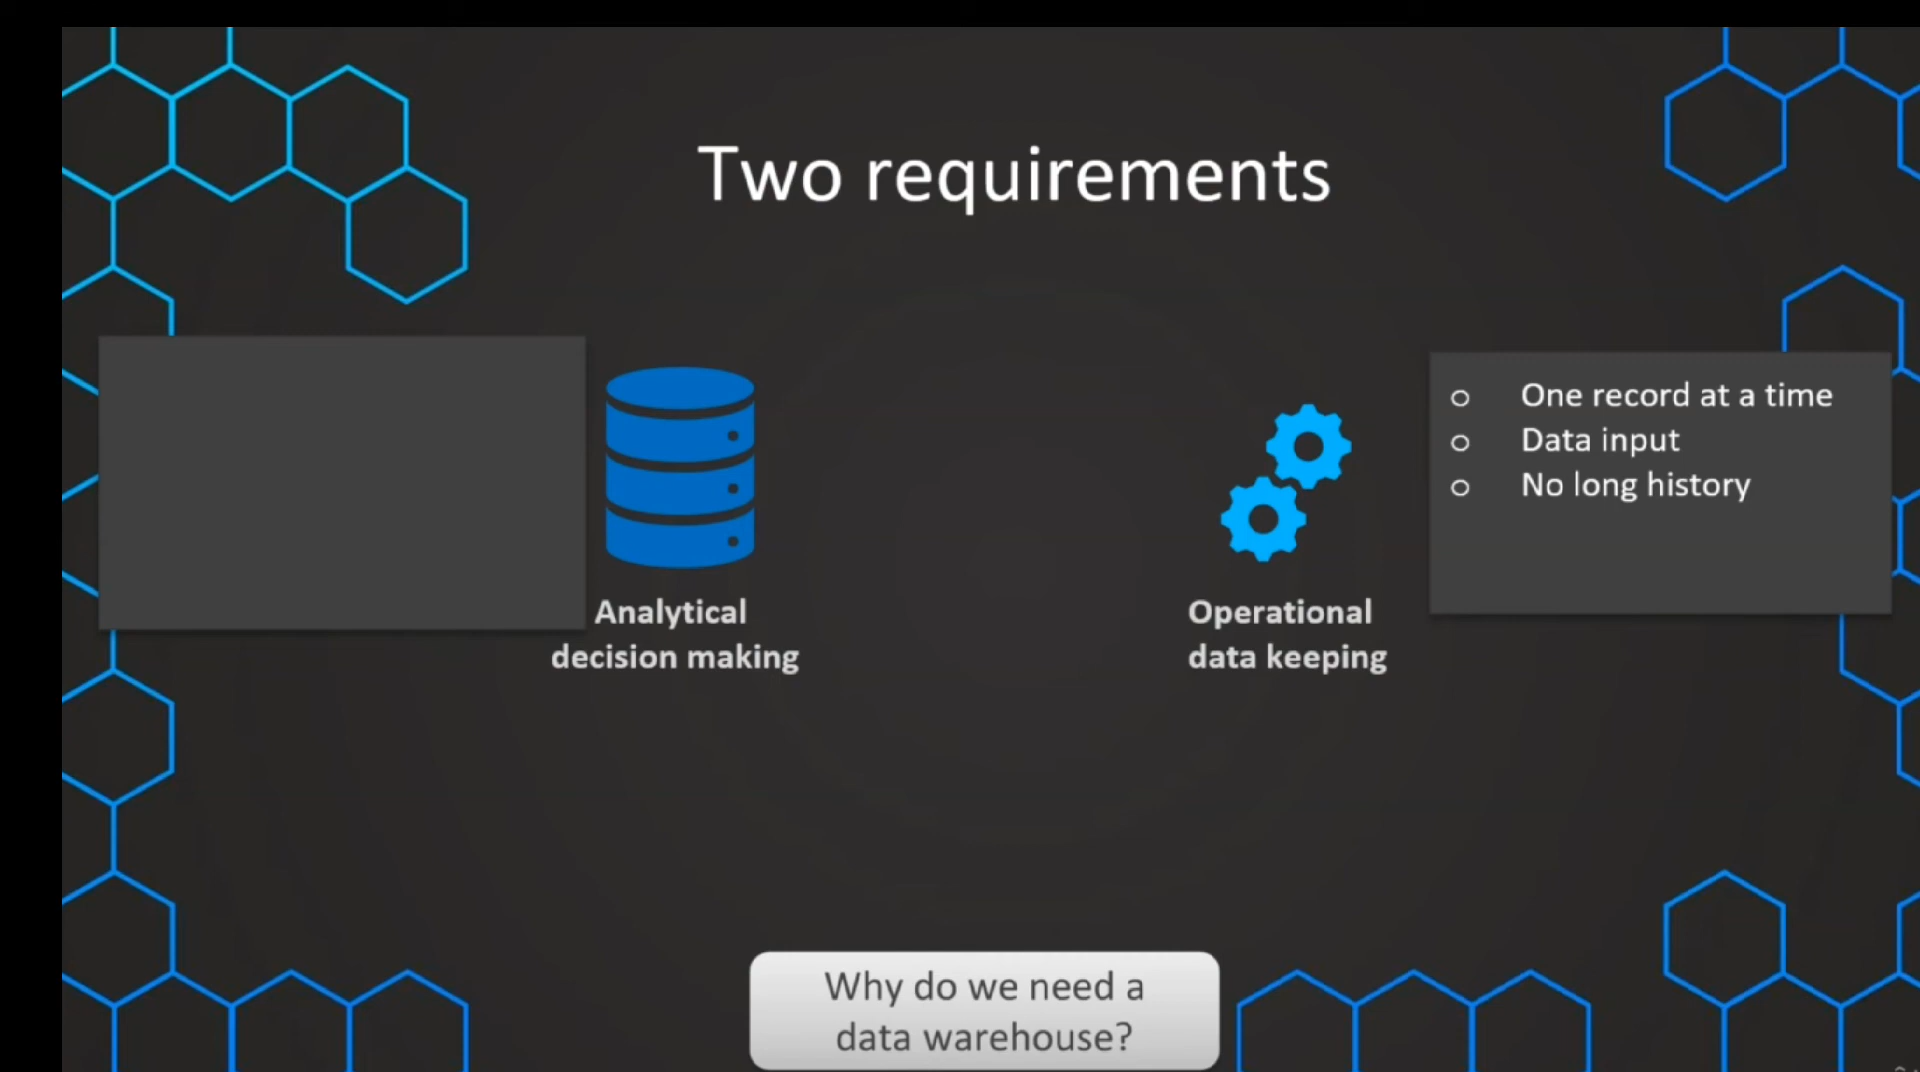 Two requirements
Analytical
decision making
Operational
data keeping
o One record at a time
o Data input
o No long history
Why do we need a
data warehouse?